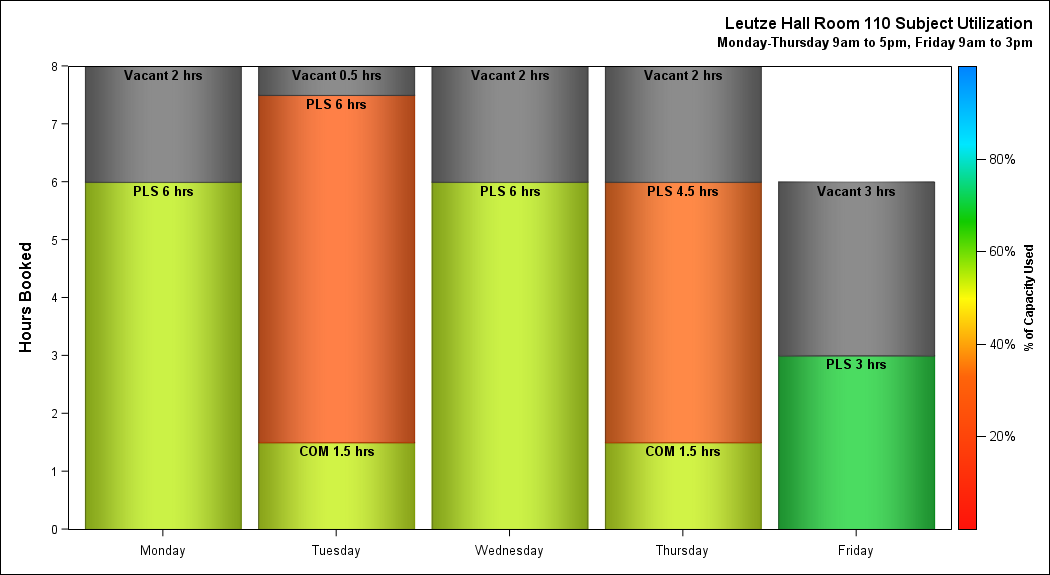 Leutze Hall Room 110 Subject Utilization
Monday-Thursday 9am to 5pm, Friday 9am to 3pm
Hours Booked
8
7
6
5
4
3
2
1
0
Vacant 2 hrs
PLS 6 hrs
Vacant 0.5 hrs
PLS 6 hrs
COM 1.5 hrs
Vacant 2 hrs
PLS 6 hrs
Vacant 2 hrs
PLS 4.5 hrs
COM 1.5 hrs
Vacant 3 hrs
PLS 3 hrs
Monday
Tuesday
Wednesday
Thursday
Friday
80%
60%
40%
20%
% of Capacity Used